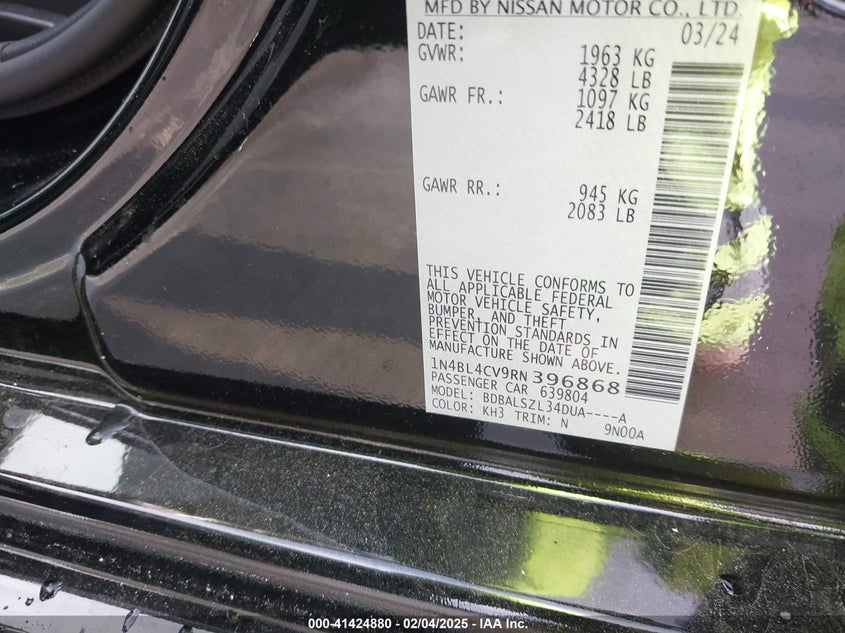 MFD BY NISSAN MOTOR CO., LTD.
DATE: 03/24
GVWR: 1963 KG
4328 LB
GAWR FR.: 1097 KG
2418 LB
GAWR RR.: 945 KG
2083 LB
THIS VEHICLE CONFORMS TO
ALL APPLICABLE FEDERAL
MOTOR VEHICLE SAFETY,
BUMPER, AND THEFT
PREVENTION STANDARDS IN
EFFECT ON THE DATE OF
MANUFACTURE SHOWN ABOVE.
1N4BL4CV9RN396868
PASSENGER CAR 639804
MODEL: BDBALSZL34DUA----A
COLOR: KH3 TRIM: N 9N00A
000-41424880 - 02/04/2025 - IAA Inc.